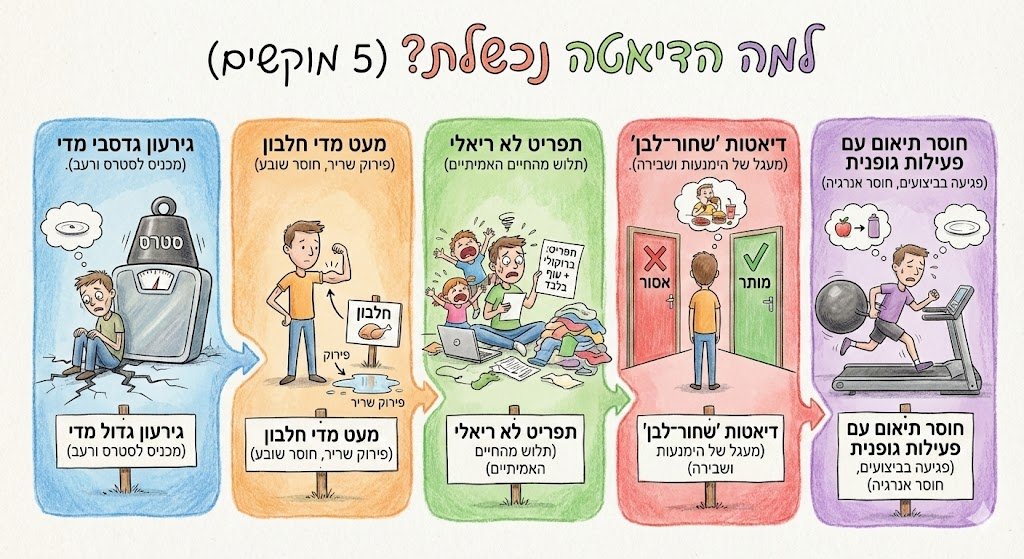 למה הדיאטה נכשלת? (5 מוקשים)
גירעון גדסבי מדי
(מכניס לסטרס ורעב).
סטרס
גירעון גדול מדי
(מכניס לסטרס ורעב)
מעט מדי חלבון
(פירוק שריר, חוסר שובע)
חלבון
פירוק
פירוק שריר
מעט מדי חלבון
(פירוק שריר, חוסר שובע)
תפריט לא ריאלי
(תלוש מהחיים האמיתיים)
תפריט:
ברוקולי
+ עוף
בלבד
תפריט לא ריאלי
(תלוש מהחיים
האמיתיים)
דיאטות 'שחור־לבן'
(מעגל של הימנעות ושבירה).
אסור
מותר
דיאטות 'שחור־לבן'
(מעגל של הימנעות
ושבירה)
חוסר תיאום עם
פעילות גופנית
(פגיעה בביצועים, חוסר אנרגיה)
חוסר תיאום עם
פעילות גופנית
(פגיעה בביצועים,
חוסר אנרגיה)